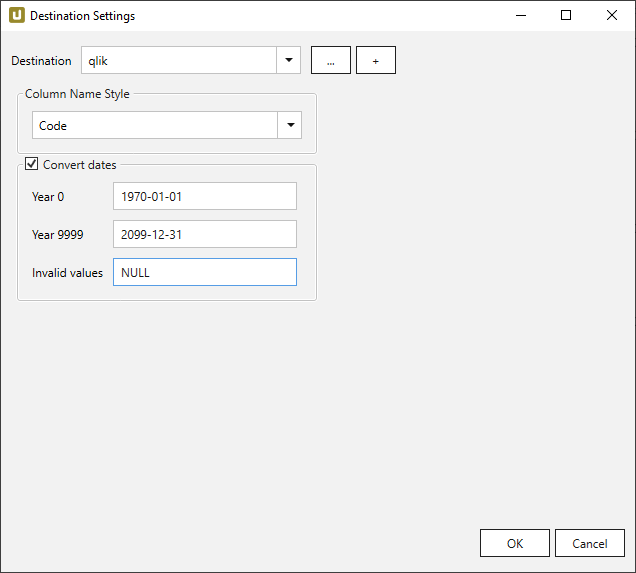 Destination Settings
Destination qlik ... +
Column Name Style
Code
Convert dates
Year 0 1970-01-01
Year 9999 2099-12-31
Invalid values NULL
OK Cancel